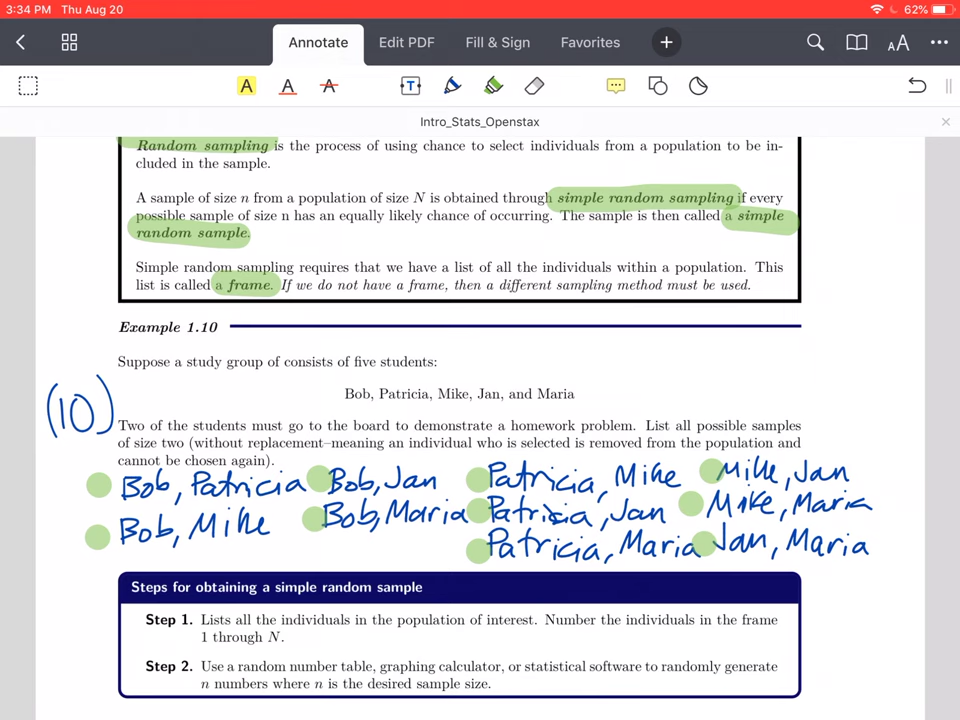 3:34 PM Thu Aug 20 62%
Annotate Edit PDF Fill & Sign Favorites
AA
A A A T
Intro_Stats_Openstax
Random sampling is the process of using chance to select individuals from a population to be in-
cluded in the sample.
A sample of size n from a population of size N is obtained through simple random sampling if every
possible sample of size n has an equally likely chance of occurring. The sample is then called a simple
random sample.
Simple random sampling requires that we have a list of all the individuals within a population. This
list is called a frame. If we do not have a frame, then a different sampling method must be used.
Example 1.10
Suppose a study group of consists of five students:
Bob, Patricia, Mike, Jan, and Maria
(10)
Two of the students must go to the board to demonstrate a homework problem. List all possible samples
of size two (without replacement–meaning an individual who is selected is removed from the population and
cannot be chosen again).
Bob, Patricia Bob, Jan Patricia, Mike Mike, Jan
Bob, Mike Bob, Maria Patricia, Jan Mike, Maria
Patricia, Maria Jan, Maria
Steps for obtaining a simple random sample
Step 1. Lists all the individuals in the population of interest. Number the individuals in the frame
1 through N.
Step 2. Use a random number table, graphing calculator, or statistical software to randomly generate
n numbers where n is the desired sample size.